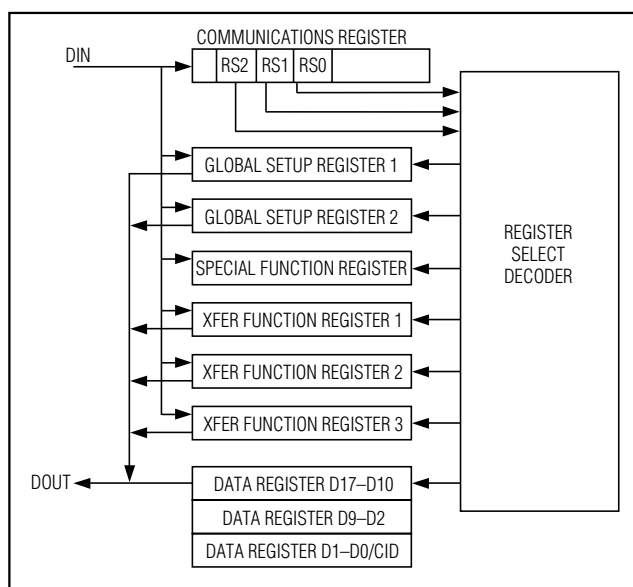 COMMUNICATIONS REGISTER
DIN
RS2 RS1 RS0
GLOBAL SETUP REGISTER 1
GLOBAL SETUP REGISTER 2
SPECIAL FUNCTION REGISTER
XFER FUNCTION REGISTER 1
XFER FUNCTION REGISTER 2
XFER FUNCTION REGISTER 3
REGISTER
SELECT
DECODER
DOUT
DATA REGISTER D17–D10
DATA REGISTER D9–D2
DATA REGISTER D1–D0/CID